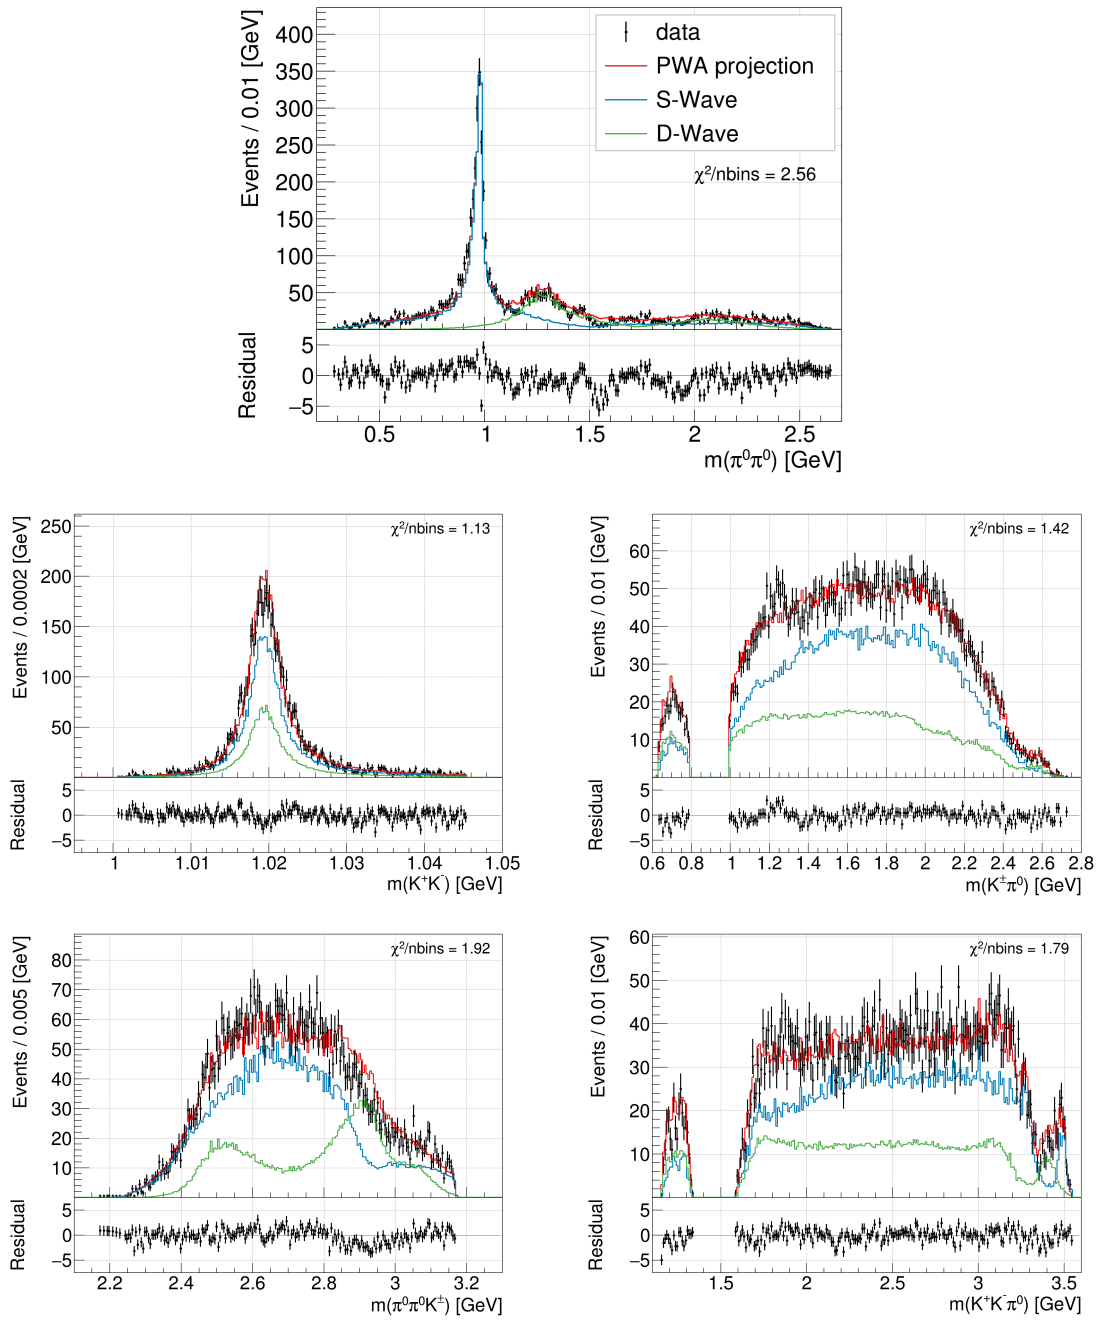 Events / 0.01 [GeV]
400
350
300
250
200
150
100
50
data
PWA projection
S-Wave
D-Wave
χ²/nbins = 2.56
Residual
5
0
−5
0.5 1 1.5 2 2.5
m(π⁰π⁰) [GeV]
Events / 0.0002 [GeV]
250
200
150
100
50
χ²/nbins = 1.13
Residual
5
0
−5
1 1.01 1.02 1.03 1.04 1.05
m(K⁺K⁻) [GeV]
Events / 0.01 [GeV]
60
50
40
30
20
10
χ²/nbins = 1.42
Residual
5
0
−5
0.6 0.8 1 1.2 1.4 1.6 1.8 2 2.2 2.4 2.6 2.8
m(K±π⁰) [GeV]
Events / 0.005 [GeV]
80
70
60
50
40
30
20
10
χ²/nbins = 1.92
Residual
5
0
−5
2.2 2.4 2.6 2.8 3 3.2
m(π⁰π⁰K±) [GeV]
Events / 0.01 [GeV]
60
50
40
30
20
10
χ²/nbins = 1.79
Residual
5
0
−5
1.5 2 2.5 3 3.5
m(K⁺K⁻π⁰) [GeV]